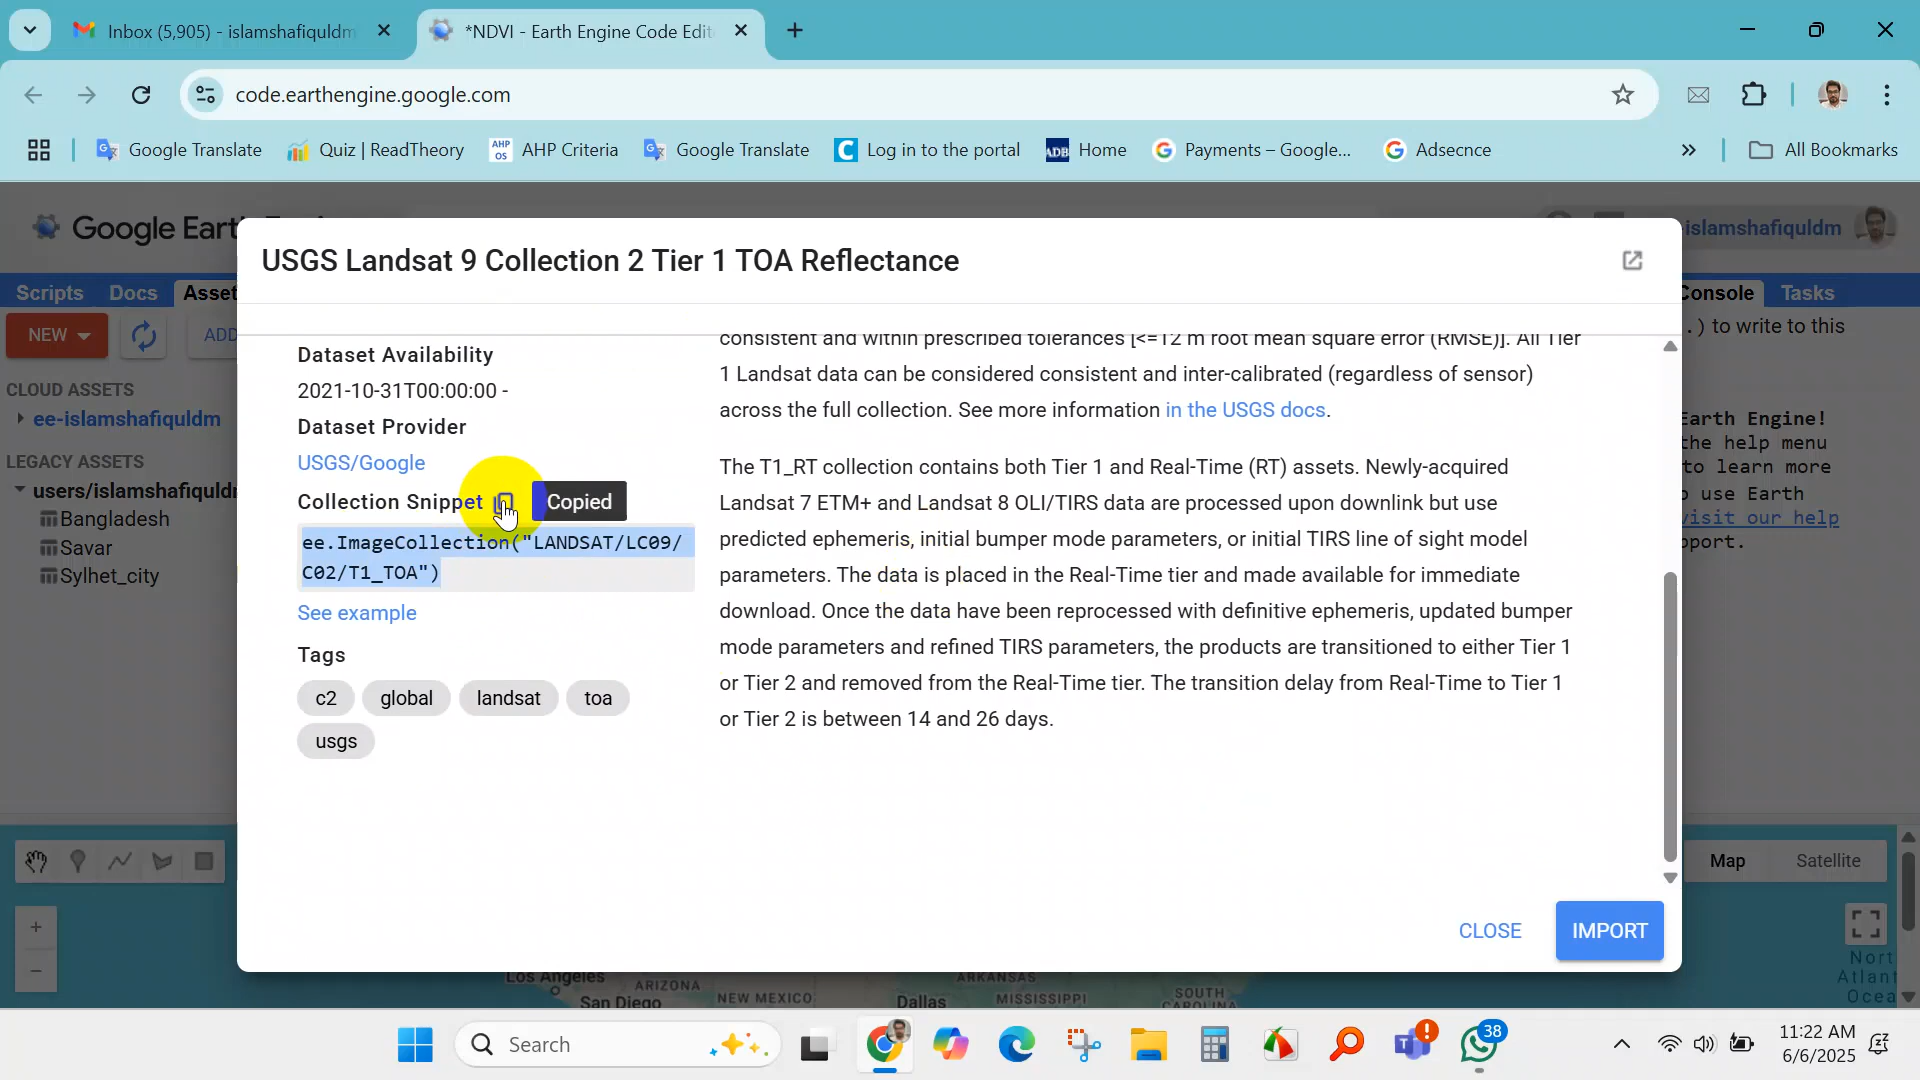 Inbox (5,905) - islamshafiquldm
*NDVI - Earth Engine Code Edit
code.earthengine.google.com
Google Translate
Quiz | ReadTheory
AHP OS
AHP Criteria
Google Translate
Log in to the portal
ADB
Home
Payments – Google...
Adsecnce
All Bookmarks
Google Eart
islamshafiquldm
Scripts
Docs
Asset
Console
Tasks
NEW
ADD
.) to write to this
CLOUD ASSETS
ee-islamshafiquldm
LEGACY ASSETS
users/islamshafiquld
Bangladesh
Savar
Sylhet_city
Earth Engine!
the help menu
to learn more
o use Earth
visit our help
pport.
USGS Landsat 9 Collection 2 Tier 1 TOA Reflectance
Dataset Availability
2021-10-31T00:00:00 -
Dataset Provider
USGS/Google
Collection Snippet
Copied
ee.ImageCollection("LANDSAT/LC09/
C02/T1_TOA")
See example
Tags
c2
global
landsat
toa
usgs
consistent and within prescribed tolerances [<=12 m root mean square error (RMSE)]. All Tier
1 Landsat data can be considered consistent and inter-calibrated (regardless of sensor)
across the full collection. See more information in the USGS docs.
The T1_RT collection contains both Tier 1 and Real-Time (RT) assets. Newly-acquired
Landsat 7 ETM+ and Landsat 8 OLI/TIRS data are processed upon downlink but use
predicted ephemeris, initial bumper mode parameters, or initial TIRS line of sight model
parameters. The data is placed in the Real-Time tier and made available for immediate
download. Once the data have been reprocessed with definitive ephemeris, updated bumper
mode parameters and refined TIRS parameters, the products are transitioned to either Tier 1
or Tier 2 and removed from the Real-Time tier. The transition delay from Real-Time to Tier 1
or Tier 2 is between 14 and 26 days.
CLOSE
IMPORT
Map
Satellite
Los Angeles
San Diego
ARIZONA
NEW MEXICO
Dallas
ARKANSAS
MISSISSIPPI
SOUTH
CAROLINA
Nort
Atlant
Ocea
Search
38
11:22 AM
6/6/2025